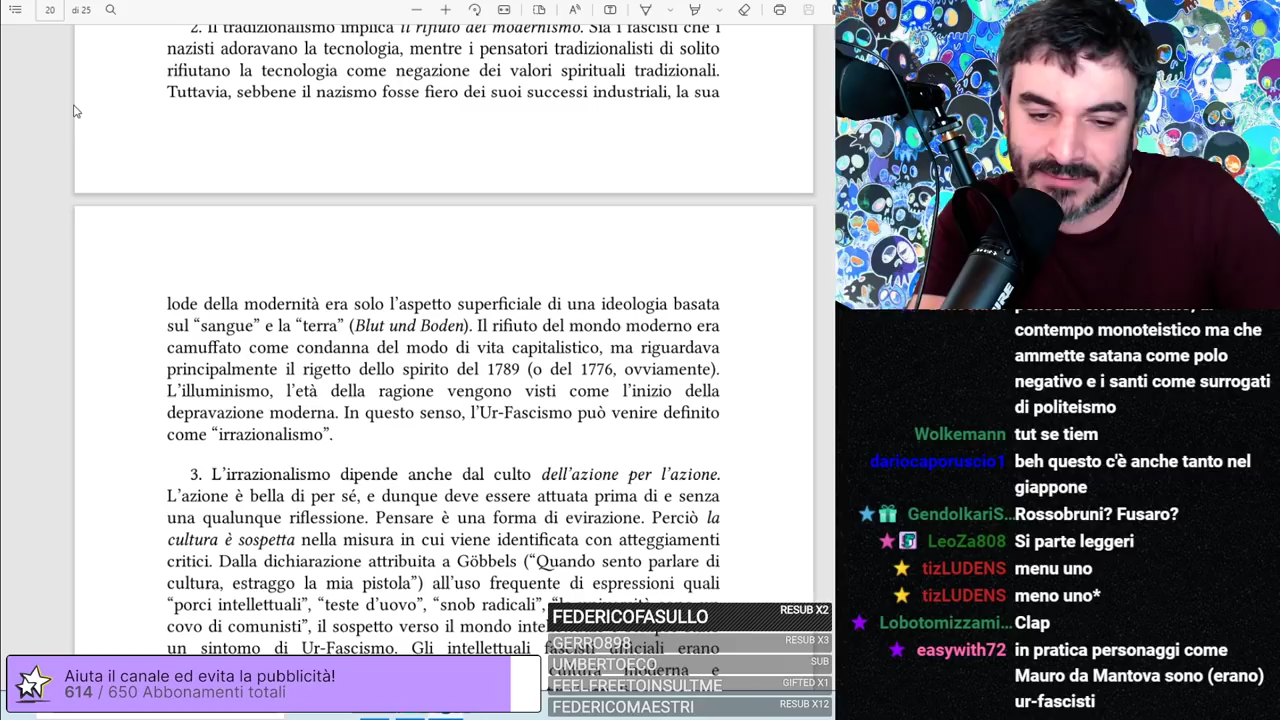 20
di 25
2. Il tradizionalismo implica il rifiuto del modernismo. Sia i fascisti che i
nazisti adoravano la tecnologia, mentre i pensatori tradizionalisti di solito
rifiutano la tecnologia come negazione dei valori spirituali tradizionali.
Tuttavia, sebbene il nazismo fosse fiero dei suoi successi industriali, la sua
lode della modernità era solo l’aspetto superficiale di una ideologia basata
sul “sangue” e la “terra” (Blut und Boden). Il rifiuto del mondo moderno era
camuffato come condanna del modo di vita capitalistico, ma riguardava
principalmente il rigetto dello spirito del 1789 (o del 1776, ovviamente).
L’illuminismo, l’età della ragione vengono visti come l’inizio della
depravazione moderna. In questo senso, l’Ur-Fascismo può venire definito
come “irrazionalismo”.
3. L’irrazionalismo dipende anche dal culto dell’azione per l’azione.
L’azione è bella di per sé, e dunque deve essere attuata prima di e senza
una qualunque riflessione. Pensare è una forma di evirazione. Perciò la
cultura è sospetta nella misura in cui viene identificata con atteggiamenti
critici. Dalla dichiarazione attribuita a Göbbels (“Quando sento parlare di
cultura, estraggo la mia pistola”) all’uso frequente di espressioni quali
“porci intellettuali”, “teste d’uovo”, “snob radicali”,
covo di comunisti”, il sospetto verso il mondo
un sintomo di Ur-Fascismo. Gli intellettuali erano
moderna e
FEDERICOFASULLO RESUB X2
GERRO898 RESUB X3
UMBERTOECO SUB
FEELFREETOINSULTME GIFTED X1
FEDERICOMAESTRI RESUB X12
Aiuta il canale ed evita la pubblicità!
614 / 650 Abbonamenti totali
contempo monoteistico ma che
ammette satana come polo
negativo e i santi come surrogati
di politeismo
Wolkemann tut se tiem
dariocaporuscio1 beh questo c'è anche tanto nel
giappone
GendolkariS... Rossobruni? Fusaro?
LeoZa808 Si parte leggeri
tizLUDENS menu uno
tizLUDENS meno uno*
Lobotomizzami... Clap
easywith72 in pratica personaggi come
Mauro da Mantova sono (erano)
ur-fascisti